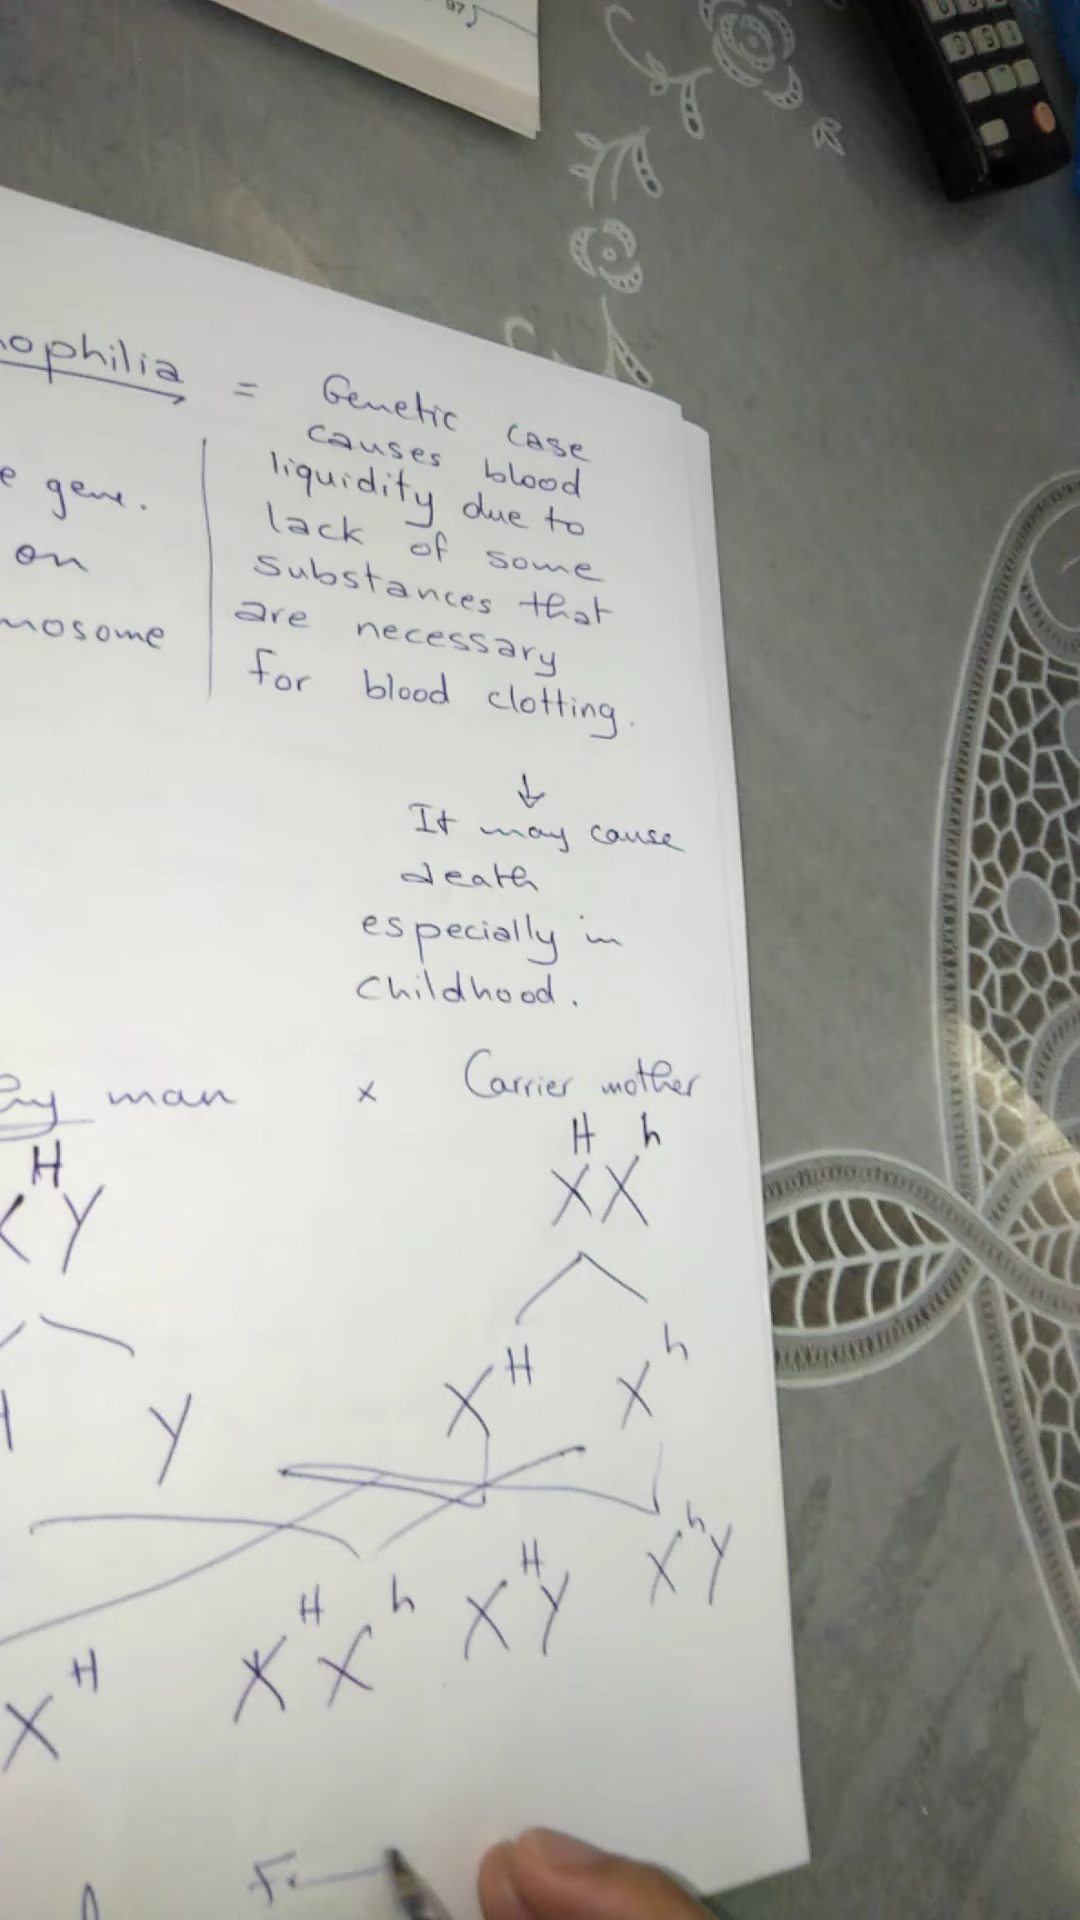 97)
ophilia = Genetic case
causes blood
liquidity due to
lack of some
substances that
are necessary
for blood clotting.
e gene.
on
mosome
↓
It may cause
death
especially in
childhood.
man x Carrier mother
H
Y
H h
XX
Y
X^H X^h
X^H
X^H X^h
X^H Y
X^h Y